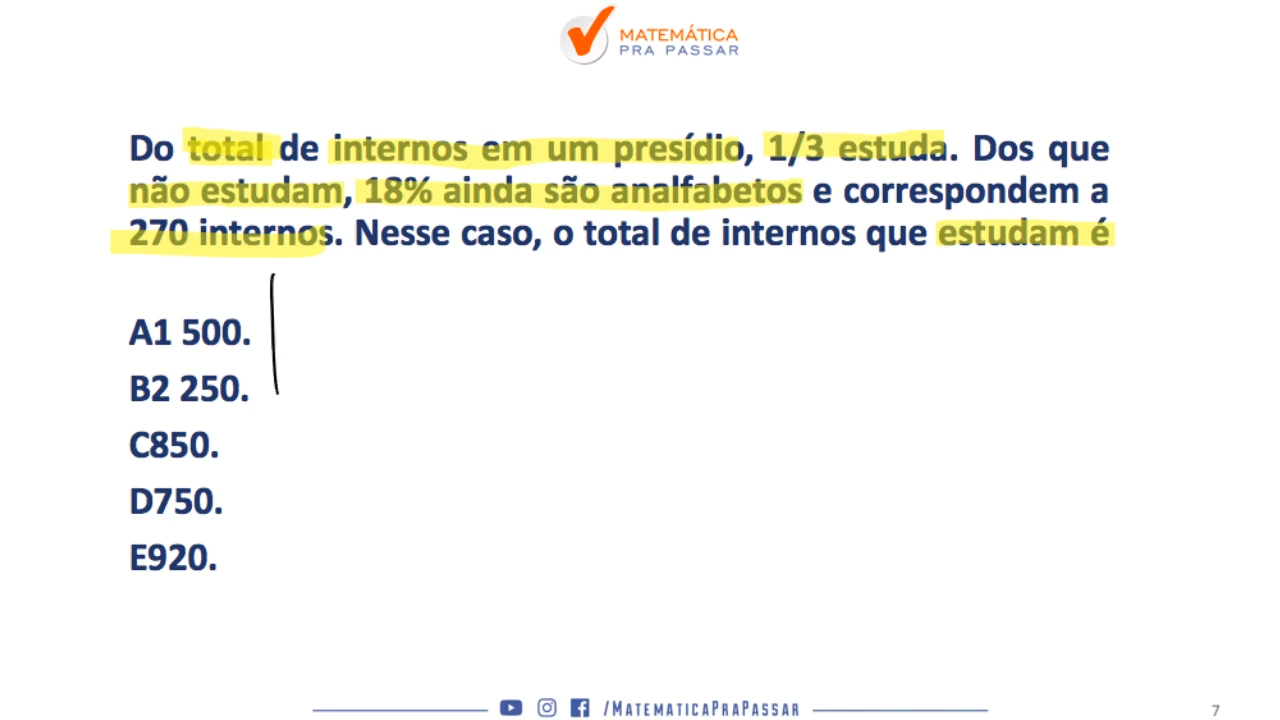 MATEMÁTICA
PRA PASSAR
Do total de internos em um presídio, 1/3 estuda. Dos que
não estudam, 18% ainda são analfabetos e correspondem a
270 internos. Nesse caso, o total de internos que estudam é
A1 500.
B2 250.
C850.
D750.
E920.
/MATEMATICAPRAPASSAR
7